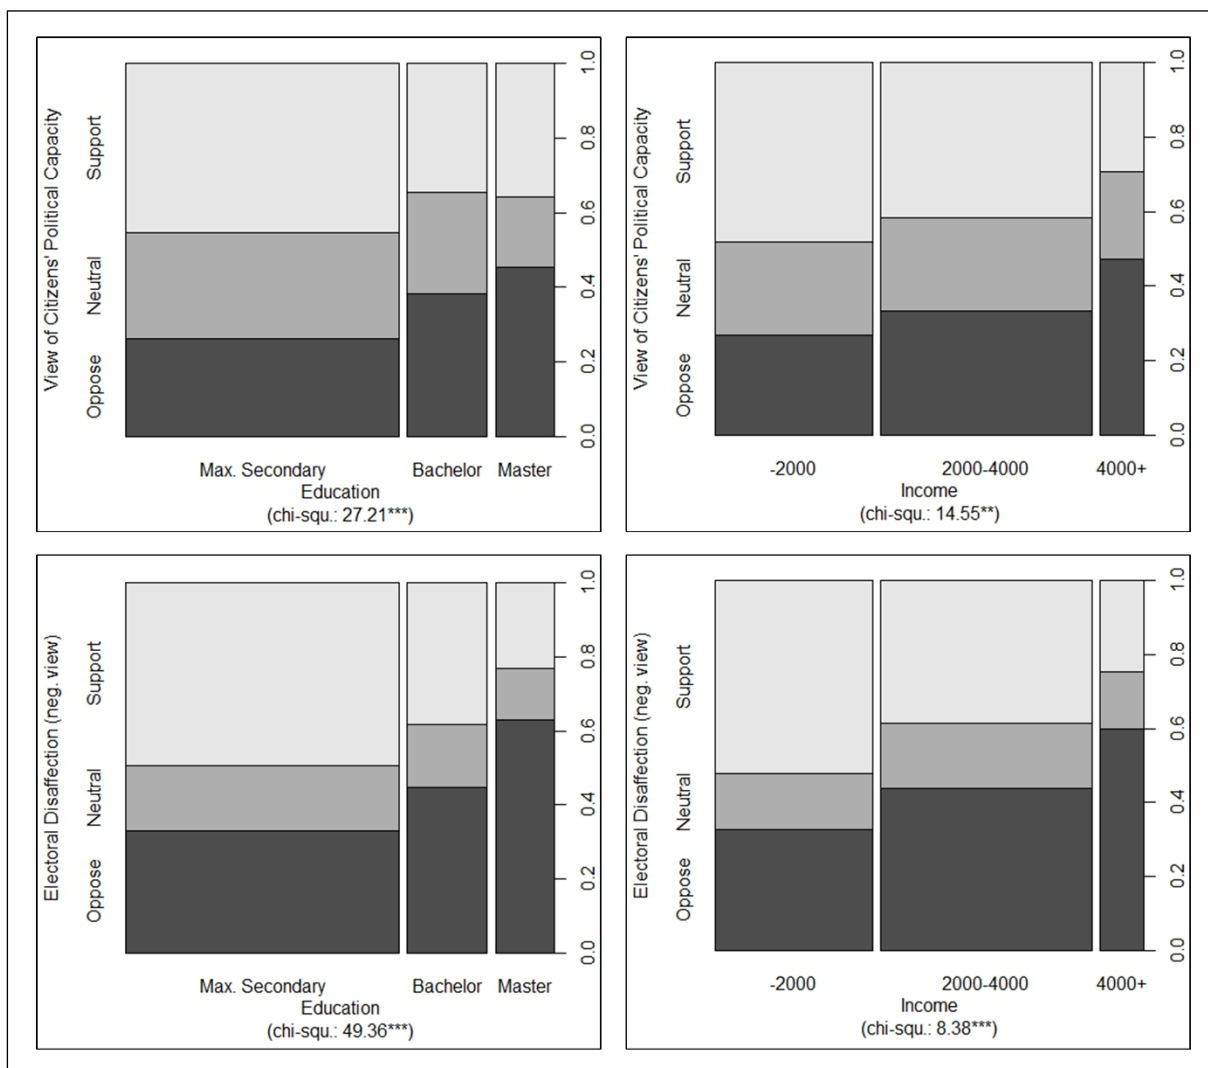 View of Citizens' Political Capacity
Support
Neutral
Oppose
1.0
0.8
0.6
0.4
0.2
0.0
Max. Secondary Bachelor Master
Education
(chi-squ.: 27.21***)
View of Citizens' Political Capacity
Support
Neutral
Oppose
1.0
0.8
0.6
0.4
0.2
0.0
-2000 2000-4000 4000+
Income
(chi-squ.: 14.55**)
Electoral Disaffection (neg. view)
Support
Neutral
Oppose
1.0
0.8
0.6
0.4
0.2
0.0
Max. Secondary Bachelor Master
Education
(chi-squ.: 49.36***)
Electoral Disaffection (neg. view)
Support
Neutral
Oppose
1.0
0.8
0.6
0.4
0.2
0.0
-2000 2000-4000 4000+
Income
(chi-squ.: 8.38***)